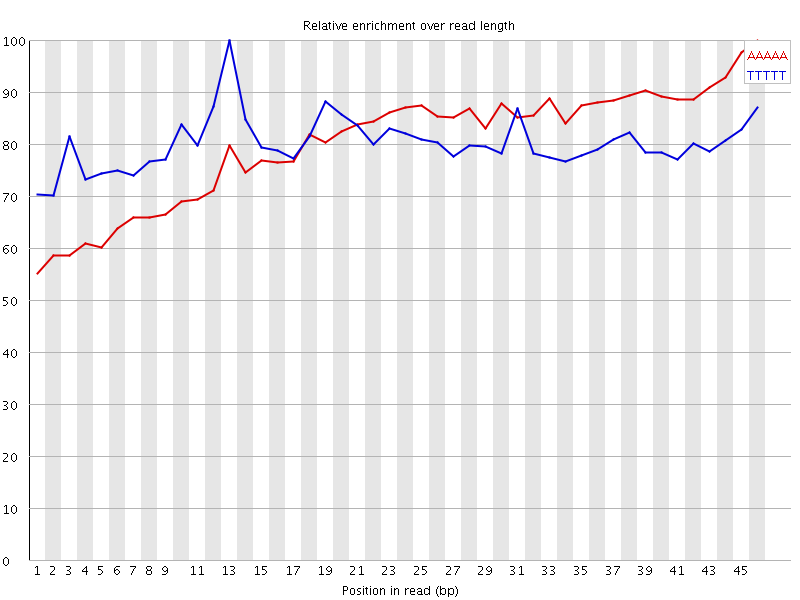 Relative enrichment over read length
100
90
80
70
60
50
40
30
20
10
0
AAAAA
TTTTT
1 2 3 4 5 6 7 8 9 11 13 15 17 19 21 23 25 27 29 31 33 35 37 39 41 43 45
Position in read (bp)